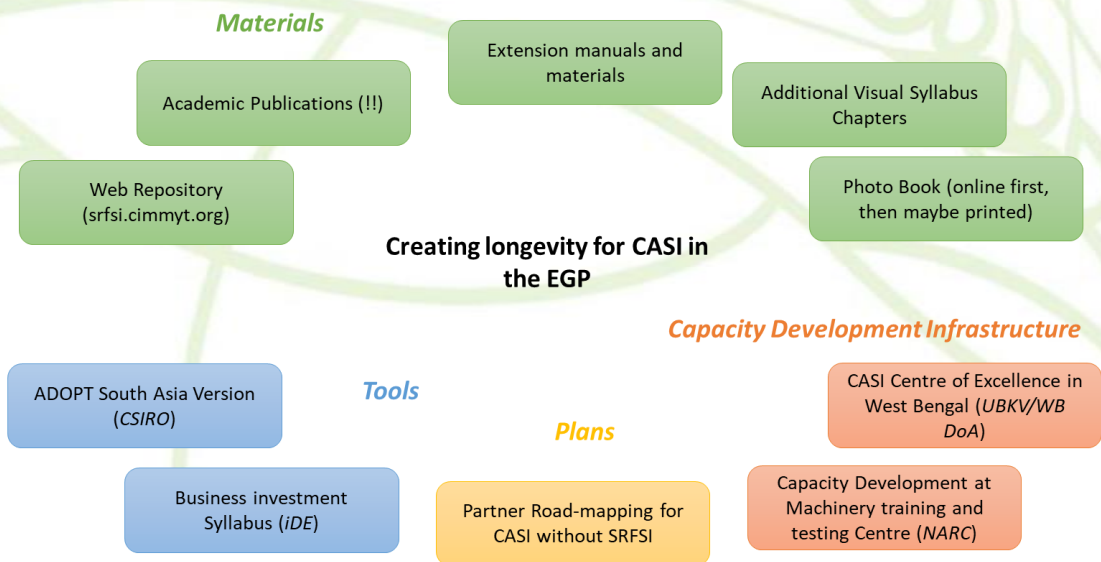 Materials
Extension manuals and
materials
Academic Publications (!!)
Additional Visual Syllabus
Chapters
Web Repository
(srfsi.cimmyt.org)
Photo Book (online first,
then maybe printed)
Creating longevity for CASI in
the EGP
Capacity Development Infrastructure
ADOPT South Asia Version
(CSIRO)
Tools
CASI Centre of Excellence in
West Bengal (UBKV/WB
DoA)
Plans
Business investment
Syllabus (iDE)
Partner Road-mapping for
CASI without SRFSI
Capacity Development at
Machinery training and
testing Centre (NARC)